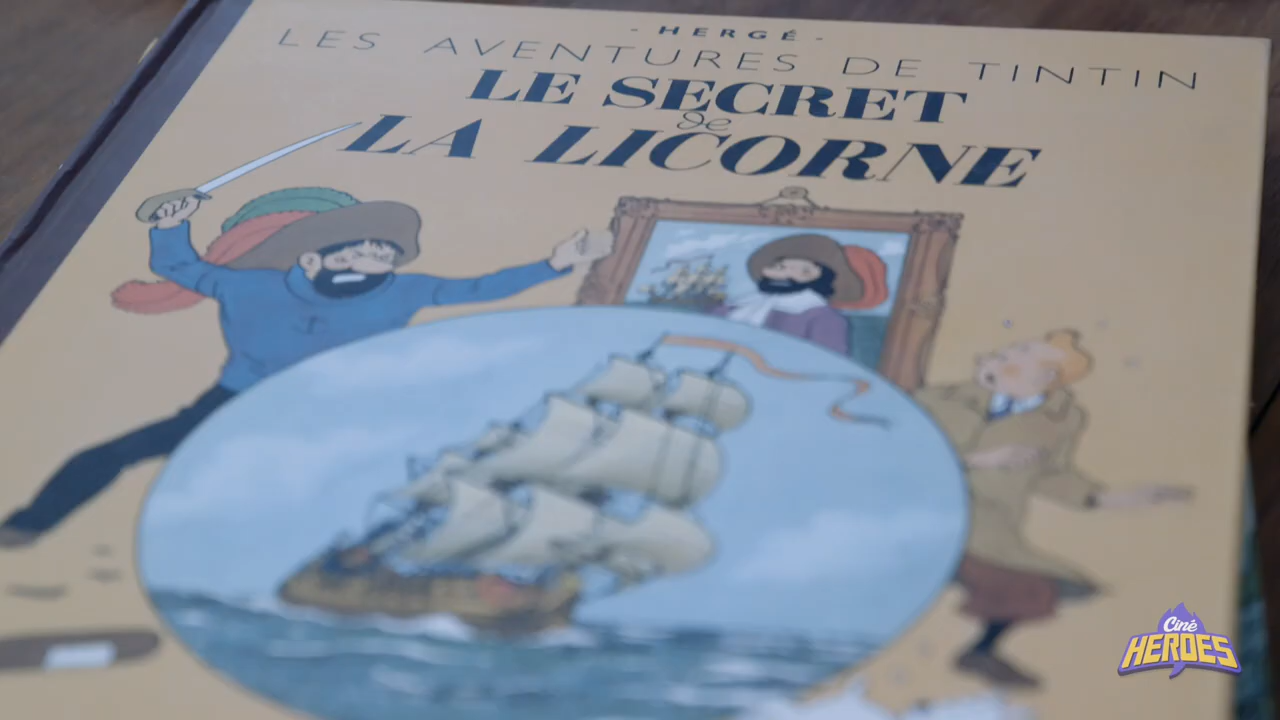 - HERGÉ -
LES AVENTURES DE TINTIN
LE SECRET
de
LA LICORNE
Ciné
HEROES